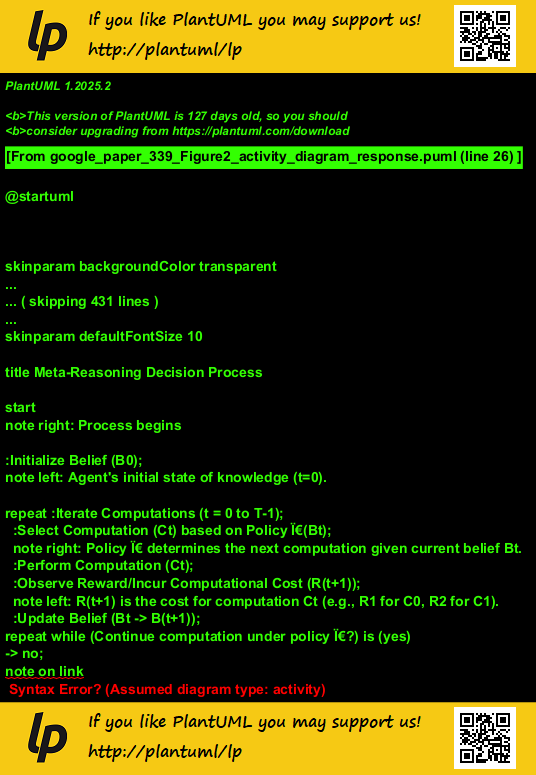 lp
If you like PlantUML you may support us!
http://plantuml/lp
PlantUML 1.2025.2
<b>This version of PlantUML is 127 days old, so you should
<b>consider upgrading from https://plantuml.com/download
[From google_paper_339_Figure2_activity_diagram_response.puml (line 26) ]
@startuml
skinparam backgroundColor transparent
...
... ( skipping 431 lines )
...
skinparam defaultFontSize 10
title Meta-Reasoning Decision Process
start
note right: Process begins
:Initialize Belief (B0);
note left: Agent's initial state of knowledge (t=0).
repeat :Iterate Computations (t = 0 to T-1);
:Select Computation (Ct) based on Policy Ï€(Bt);
note right: Policy Ï€ determines the next computation given current belief Bt.
:Perform Computation (Ct);
:Observe Reward/Incur Computational Cost (R(t+1));
note left: R(t+1) is the cost for computation Ct (e.g., R1 for C0, R2 for C1).
:Update Belief (Bt -> B(t+1));
repeat while (Continue computation under policy Ï€?) is (yes)
-> no;
note on link
Syntax Error? (Assumed diagram type: activity)
lp
If you like PlantUML you may support us!
http://plantuml/lp